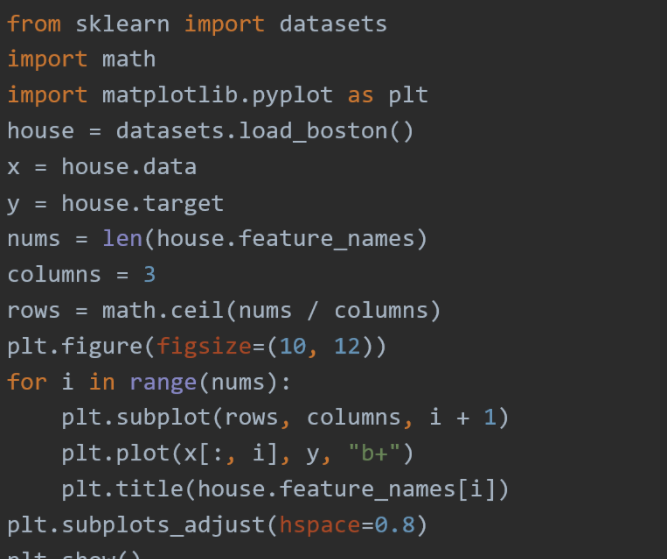 from sklearn import datasets
import math
import matplotlib.pyplot as plt
house = datasets.load_boston()
x = house.data
y = house.target
nums = len(house.feature_names)
columns = 3
rows = math.ceil(nums / columns)
plt.figure(figsize=(10, 12))
for i in range(nums):
    plt.subplot(rows, columns, i + 1)
    plt.plot(x[:, i], y, "b+")
    plt.title(house.feature_names[i])
plt.subplots_adjust(hspace=0.8)
plt.show()